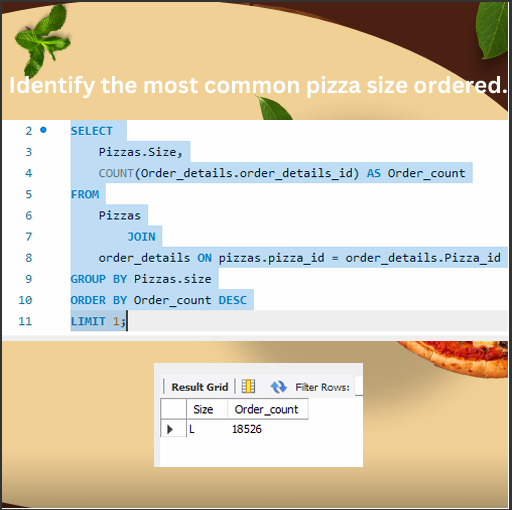 Identify the most common pizza size ordered.
2 SELECT
3 Pizzas.Size,
4 COUNT(Order_details.order_details_id) AS Order_count
5 FROM
6 Pizzas
7 JOIN
8 order_details ON pizzas.pizza_id = order_details.Pizza_id
9 GROUP BY Pizzas.size
10 ORDER BY Order_count DESC
11 LIMIT 1;
Result Grid Filter Rows:
Size Order_count
L 18526